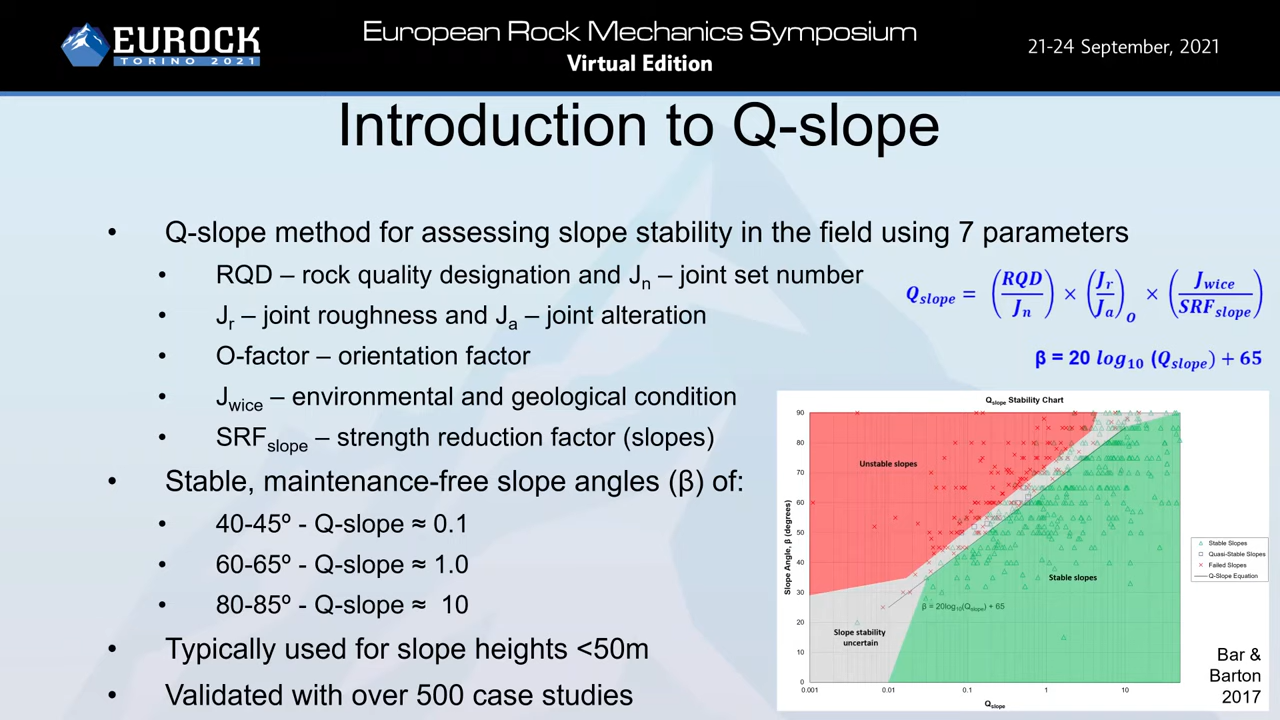 EUROCK
TORINO 2021
European Rock Mechanics Symposium
Virtual Edition
21-24 September, 2021
Introduction to Q-slope
• Q-slope method for assessing slope stability in the field using 7 parameters
• RQD – rock quality designation and Jn – joint set number
• Jr – joint roughness and Ja – joint alteration
• O-factor – orientation factor
• Jwice – environmental and geological condition
• SRFslope – strength reduction factor (slopes)
• Stable, maintenance-free slope angles (β) of:
• 40-45º - Q-slope ≈ 0.1
• 60-65º - Q-slope ≈ 1.0
• 80-85º - Q-slope ≈ 10
• Typically used for slope heights <50m
• Validated with over 500 case studies
Qslope = (RQD/Jn) × (Jr/Ja)O × (Jwice/SRFslope)
β = 20 log10 (Qslope) + 65
Qslope Stability Chart
Slope Angle, β (degrees)
90
80
70
60
50
40
30
20
10
0
Unstable slopes
Stable slopes
β = 20log10(Qslope) + 65
Slope stability
uncertain
0.001
0.01
0.1
1
10
Qslope
Stable Slopes
Quasi-Stable Slopes
Failed Slopes
Q-Slope Equation
Bar &
Barton
2017